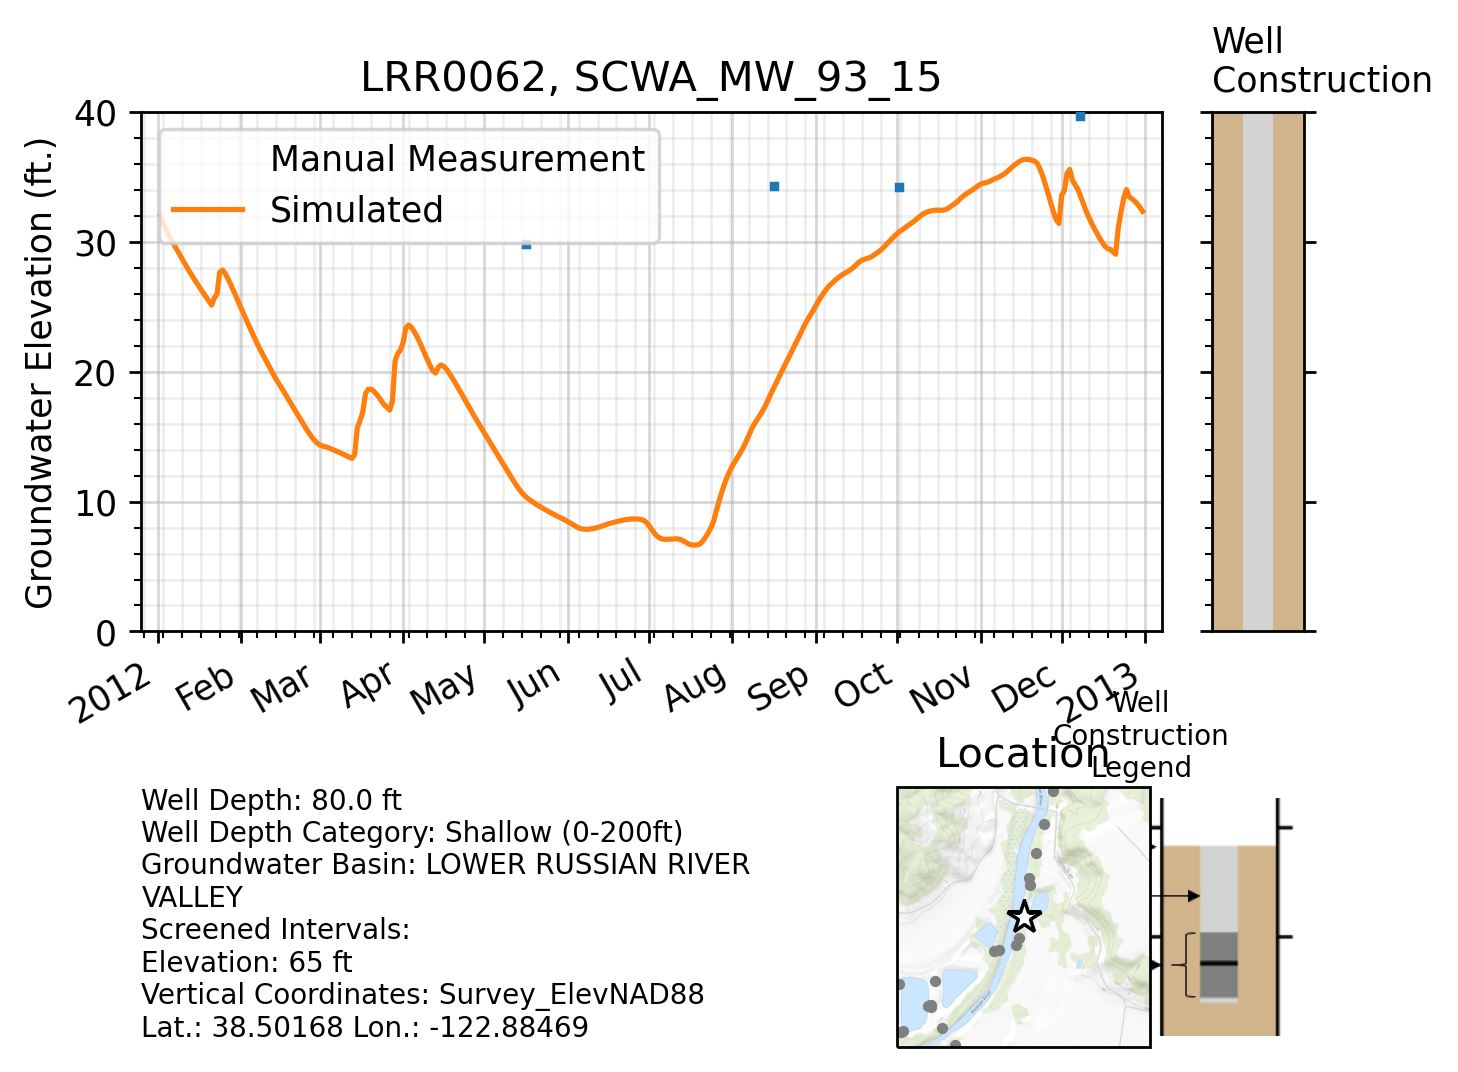 Well
Construction
LRR0062, SCWA_MW_93_15
Groundwater Elevation (ft.)
40
30
20
10
0
Manual Measurement
Simulated
2012
Feb
Mar
Apr
May
Jun
Jul
Aug
Sep
Oct
Nov
Dec
2013
Well
Construction
Legend
Location
Well Depth: 80.0 ft
Well Depth Category: Shallow (0-200ft)
Groundwater Basin: LOWER RUSSIAN RIVER
VALLEY
Screened Intervals:
Elevation: 65 ft
Vertical Coordinates: Survey_ElevNAD88
Lat.: 38.50168 Lon.: -122.88469